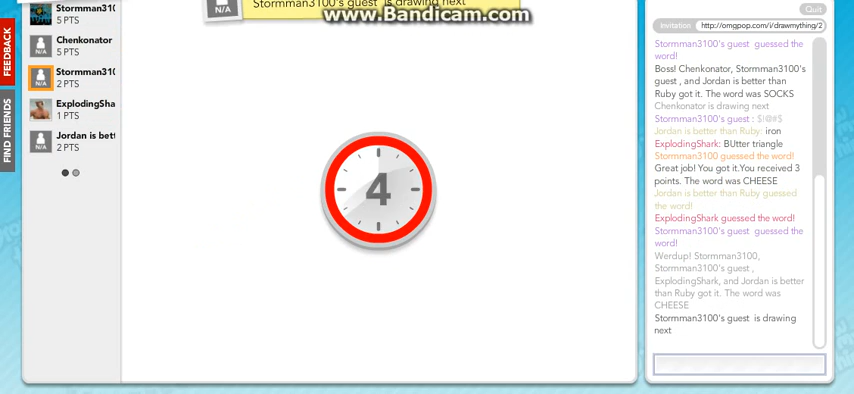 Stormman3100's guest is drawing next
www.Bandicam.com
Quit
Invitation http://omgpop.com/i/drawmything/2
FEEDBACK
FIND FRIENDS
N/A
Stormman310
5 PTS
N/A
Chenkonator
5 PTS
N/A
Stormman310
2 PTS
ExplodingSha
1 PTS
N/A
Jordan is bett
2 PTS
4
Stormman3100's guest guessed the
word!
Boss! Chenkonator, Stormman3100's
guest , and Jordan is better than
Ruby got it. The word was SOCKS
Chenkonator is drawing next
Stormman3100's guest : $!@#$
Jordan is better than Ruby: iron
ExplodingShark: BUtter triangle
Stormman3100 guessed the word!
Great job! You got it.You received 3
points. The word was CHEESE
Jordan is better than Ruby guessed
the word!
ExplodingShark guessed the word!
Stormman3100's guest guessed the
word!
Werdup! Stormman3100,
Stormman3100's guest ,
ExplodingShark, and Jordan is better
than Ruby got it. The word was
CHEESE
Stormman3100's guest is drawing
next